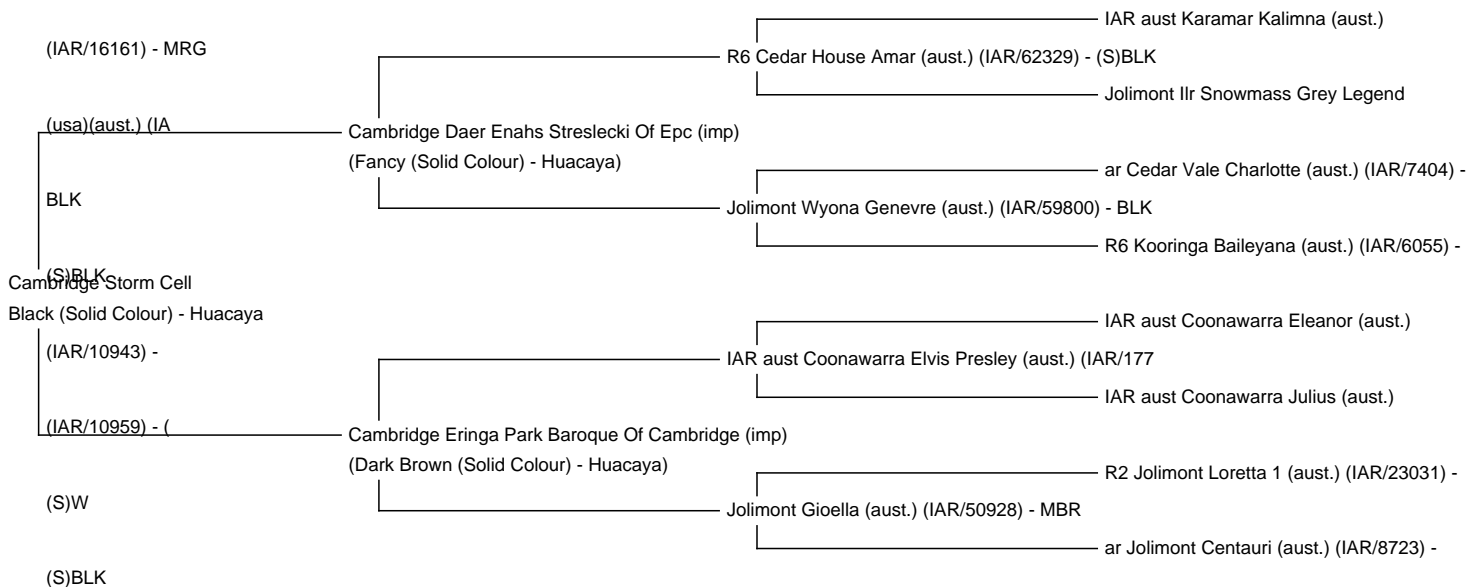 IAR aust Karamar Kalimna (aust.)
(IAR/16161) - MRG
R6 Cedar House Amar (aust.) (IAR/62329) - (S)BLK
Jolimont Ilr Snowmass Grey Legend
(usa)(aust.) (IA
Cambridge Daer Enahs Streslecki Of Epc (imp)
(Fancy (Solid Colour) - Huacaya)
ar Cedar Vale Charlotte (aust.) (IAR/7404) -
BLK
Jolimont Wyona Genevre (aust.) (IAR/59800) - BLK
R6 Kooringa Baileyana (aust.) (IAR/6055) -
(S)BLK
Cambridge Storm Cell
Black (Solid Colour) - Huacaya
IAR aust Coonawarra Eleanor (aust.)
(IAR/10943) -
IAR aust Coonawarra Elvis Presley (aust.) (IAR/177
IAR aust Coonawarra Julius (aust.)
(IAR/10959) - (
Cambridge Eringa Park Baroque Of Cambridge (imp)
(Dark Brown (Solid Colour) - Huacaya)
R2 Jolimont Loretta 1 (aust.) (IAR/23031) -
(S)W
Jolimont Gioella (aust.) (IAR/50928) - MBR
ar Jolimont Centauri (aust.) (IAR/8723) -
(S)BLK